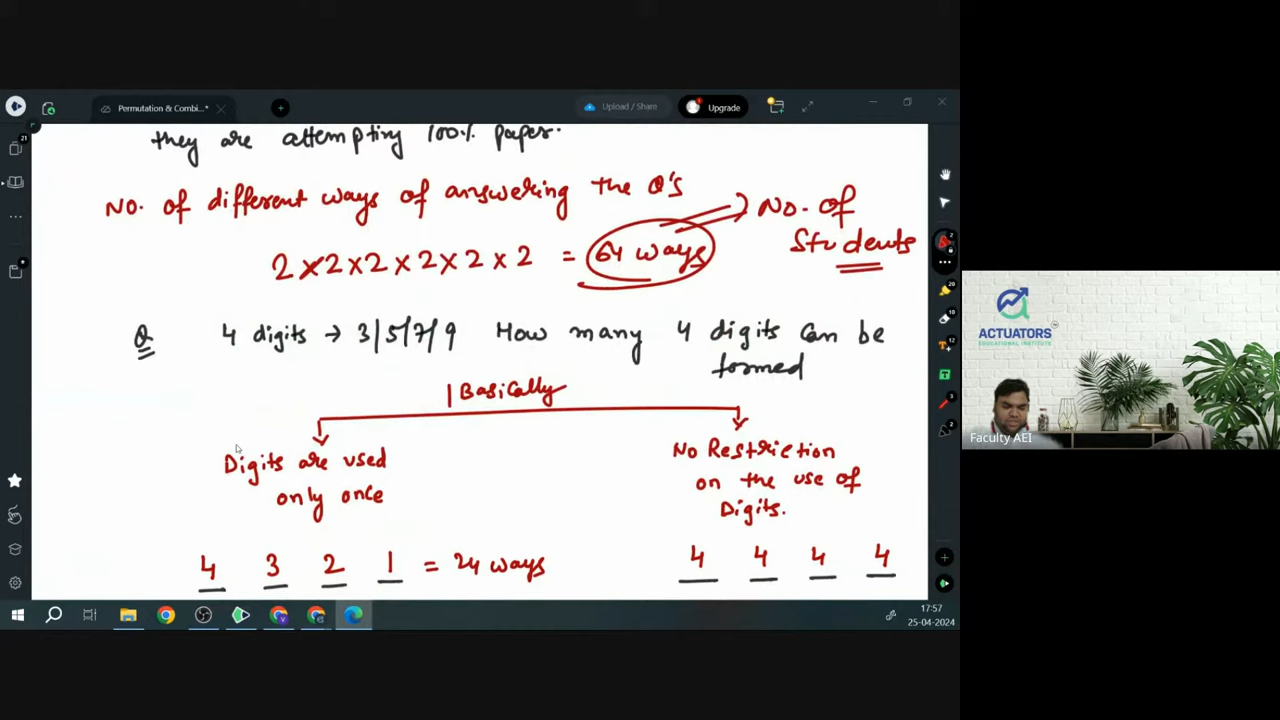 Permutation & Combi...*
Upload / Share
Upgrade
21
they are attempting 100% paper.
No. of different ways of answering the Q's
No. of
Students
2 × 2 × 2 × 2 × 2 × 2 = 64 ways
Q 4 digits → 3/5/7/9 How many 4 digits can be
formed
Basically
Digits are used
only once
No Restriction
on the use of
Digits.
4 3 2 1 = 24 ways
4 4 4 4
ACTUATORS
EDUCATIONAL INSTITUTE
Faculty AEI
17:57
25-04-2024